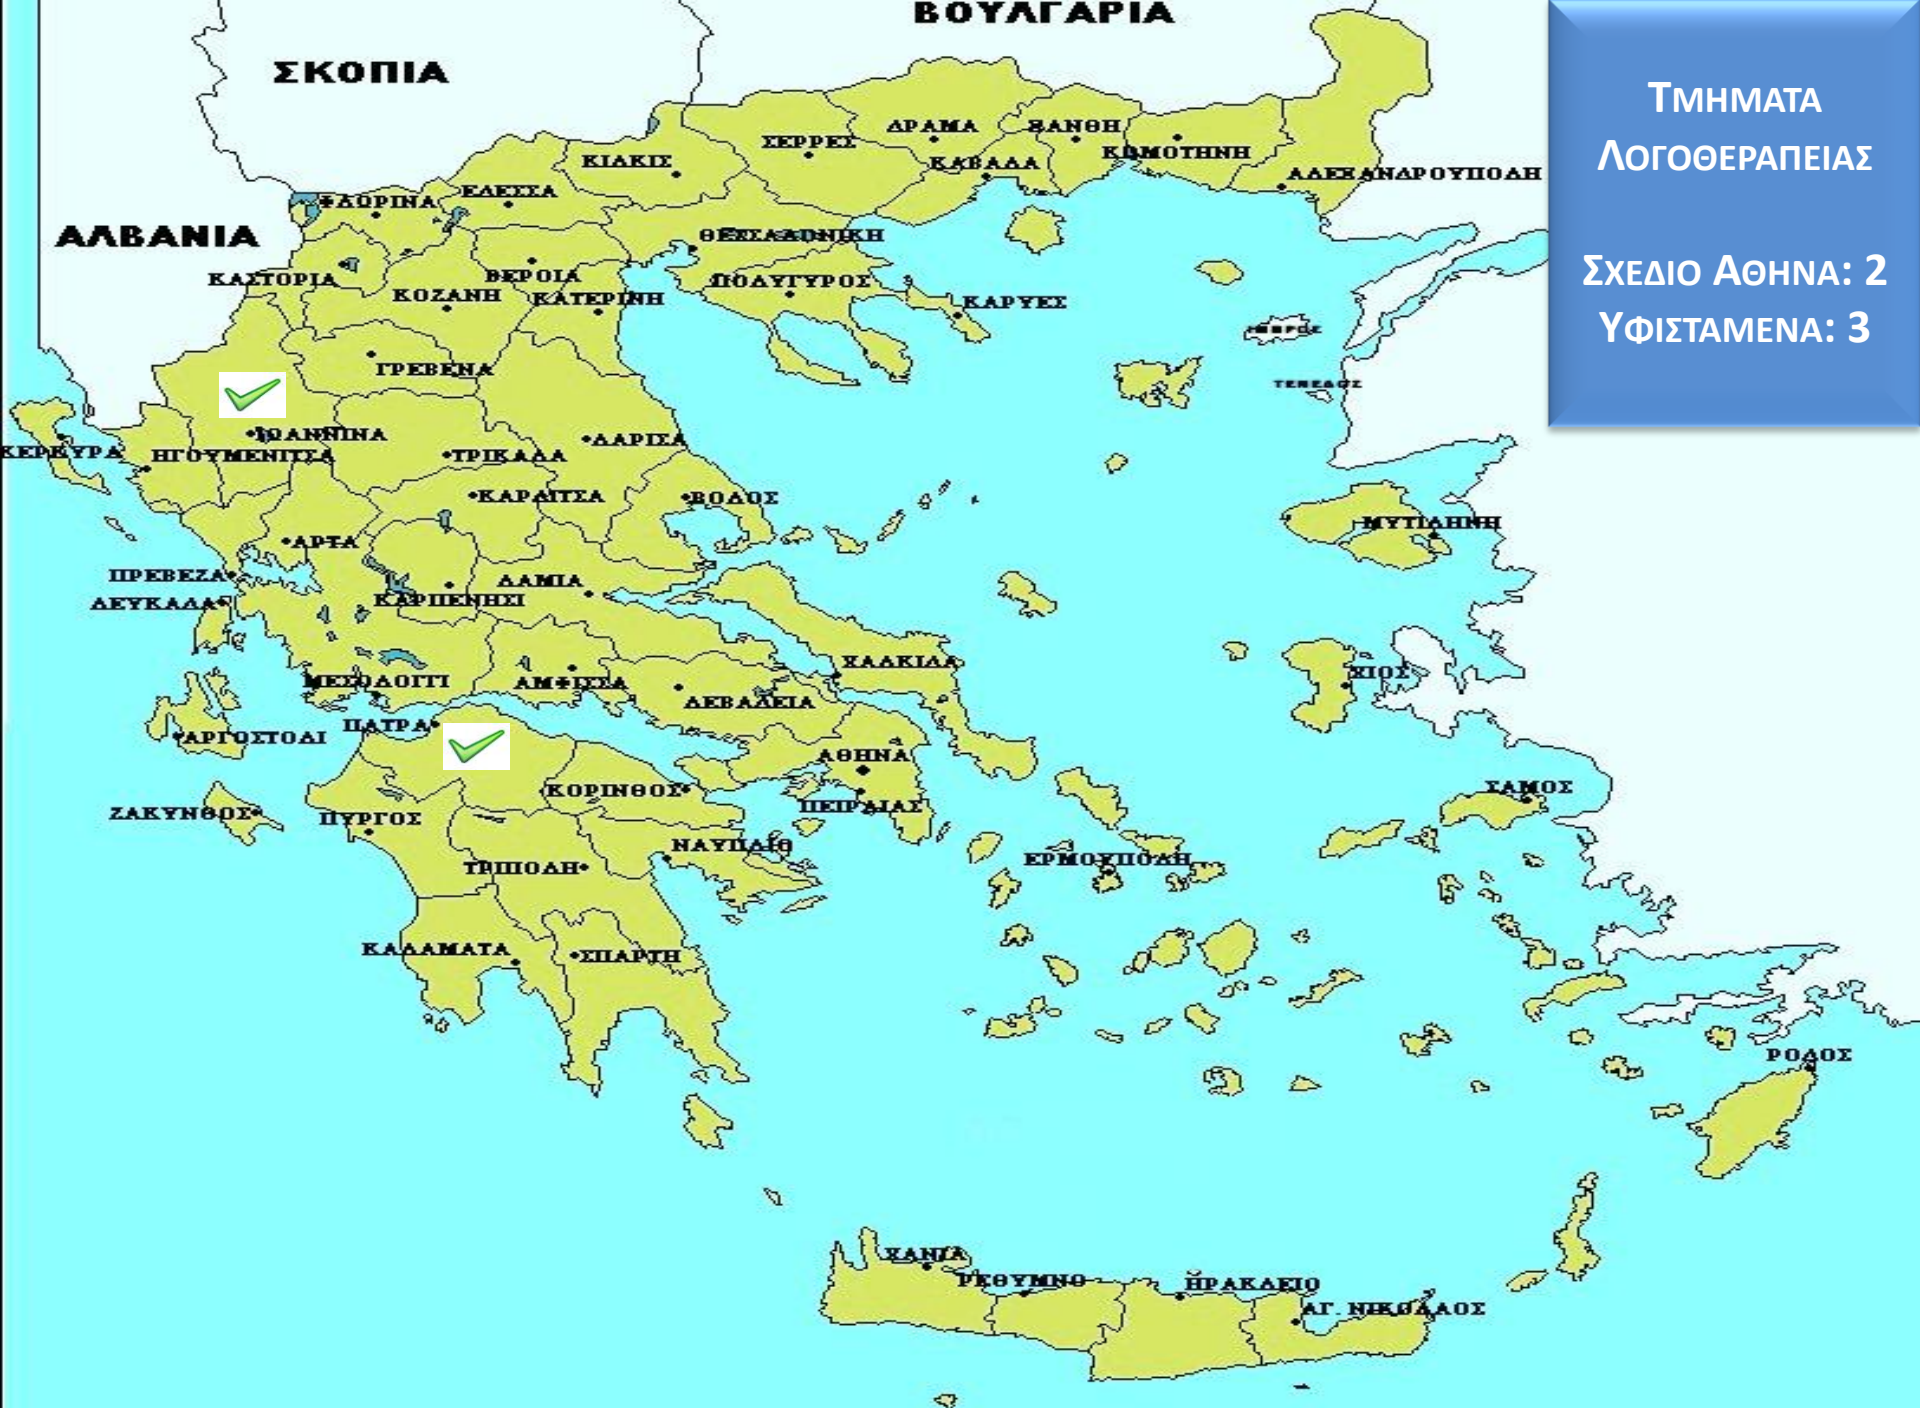 ΒΟΥΛΓΑΡΙΑ
ΣΚΟΠΙΑ
ΑΛΒΑΝΙΑ
ΤΜΗΜΑΤΑ
ΛΟΓΟΘΕΡΑΠΕΙΑΣ
ΣΧΕΔΙΟ ΑΘΗΝΑ: 2
ΥΦΙΣΤΑΜΕΝΑ: 3
ΔΡΑΜΑ
ΞΑΝΘΗ
ΣΕΡΡΕΣ
ΚΟΜΟΤΗΝΗ
ΚΙΛΚΙΣ
ΚΑΒΑΛΑ
ΑΛΕΞΑΝΔΡΟΥΠΟΛΗ
ΕΔΕΣΣΑ
ΦΛΩΡΙΝΑ
ΘΕΣΣΑΛΟΝΙΚΗ
ΚΑΣΤΟΡΙΑ
ΒΕΡΟΙΑ
ΠΟΛΥΓΥΡΟΣ
ΚΟΖΑΝΗ
ΚΑΤΕΡΙΝΗ
ΚΑΡΥΕΣ
ΙΜΒΡΟΣ
ΓΡΕΒΕΝΑ
ΤΕΝΕΔΟΣ
ΙΩΑΝΝΙΝΑ
ΛΑΡΙΣΑ
ΚΕΡΚΥΡΑ
ΗΓΟΥΜΕΝΙΤΣΑ
ΤΡΙΚΑΛΑ
ΚΑΡΔΙΤΣΑ
ΒΟΛΟΣ
ΜΥΤΙΛΗΝΗ
ΑΡΤΑ
ΠΡΕΒΕΖΑ
ΛΑΜΙΑ
ΛΕΥΚΑΔΑ
ΚΑΡΠΕΝΗΣΙ
ΧΑΛΚΙΔΑ
ΧΙΟΣ
ΜΕΣΟΛΟΓΓΙ
ΑΜΦΙΣΣΑ
ΛΕΒΑΔΕΙΑ
ΠΑΤΡΑ
ΑΡΓΟΣΤΟΛΙ
ΑΘΗΝΑ
ΚΟΡΙΝΘΟΣ
ΣΑΜΟΣ
ΠΕΙΡΑΙΑΣ
ΖΑΚΥΝΘΟΣ
ΠΥΡΓΟΣ
ΝΑΥΠΛΙΟ
ΕΡΜΟΥΠΟΛΗ
ΤΡΙΠΟΛΗ
ΚΑΛΑΜΑΤΑ
ΣΠΑΡΤΗ
ΡΟΔΟΣ
ΧΑΝΙΑ
ΡΕΘΥΜΝΟ
ΗΡΑΚΛΕΙΟ
ΑΓ. ΝΙΚΟΛΑΟΣ